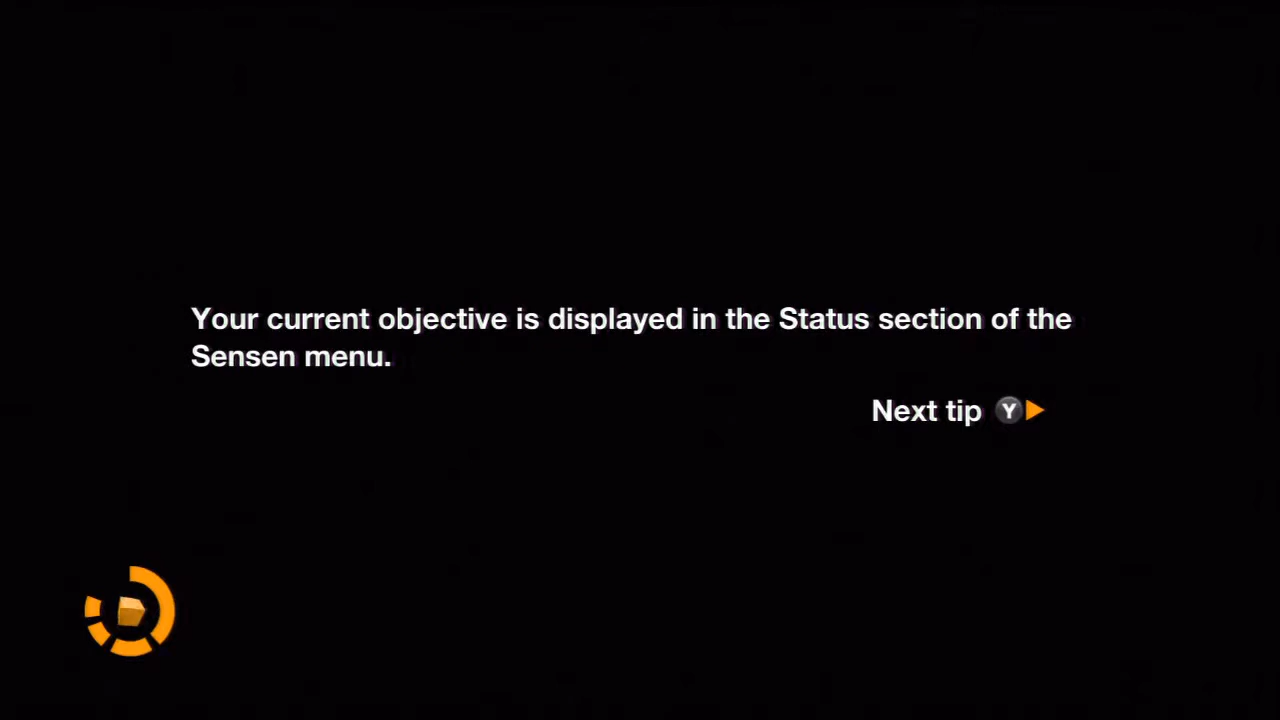 Your current objective is displayed in the Status section of the
Sensen menu.
Next tip Y